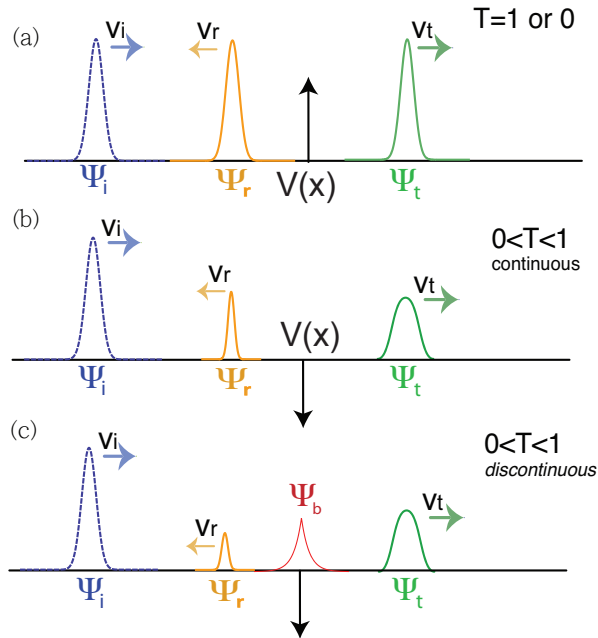 (a)
Vi
Vr
Vt
T=1 or 0
Ψi
Ψr
V(x)
Ψt
(b)
Vi
Vr
V(x)
Vt
0<T<1
continuous
Ψi
Ψr
Ψt
(c)
Vi
Vr
Ψb
Vt
0<T<1
discontinuous
Ψi
Ψr
Ψt